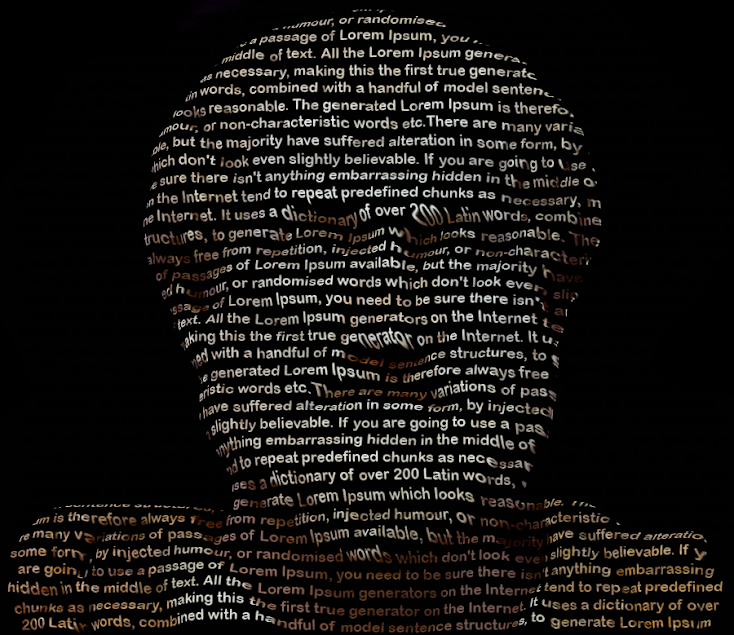 humour, or randomised
a passage of Lorem Ipsum, you
middle of text. All the Lorem Ipsum genera
as necessary, making this the first true generato
words, combined with a handful of model senten
looks reasonable. The generated Lorem Ipsum is therefo
mour, or non-characteristic words etc.There are many varia
ble, but the majority have suffered alteration in some form, by
hich don't look even slightly believable. If you are going to use
e sure there isn't anything embarrassing hidden in the middle o
on the Internet tend to repeat predefined chunks as necessary, m
he Internet. It uses a dictionary of over 200 Latin words, combine
tructures, to generate Lorem Ipsum which looks reasonable. The
always free from repetition, injected humour, or non-characteri
of passages of Lorem Ipsum available, but the majority have
ed humour, or randomised words which don't look even slip
ssage of Lorem Ipsum, you need to be sure there isn't a
text. All the Lorem Ipsum generators on the Internet te
aking this the first true generator on the Internet. It u
ned with a handful of model sentence structures, to
e generated Lorem Ipsum is therefore always free
eristic words etc.There are many variations of pass
have suffered alteration in some form, by injected
slightly believable. If you are going to use a pas
anything embarrassing hidden in the middle of
nd to repeat predefined chunks as necessar
uses a dictionary of over 200 Latin words,
generate Lorem Ipsum which looks reasonable. The
um is therefore always free from repetition, injected humour, or non-characteristic
re many variations of passages of Lorem Ipsum available, but the majority have suffered alteratio
some form, by injected humour, or randomised words which don't look even slightly believable. If y
are going to use a passage of Lorem Ipsum, you need to be sure there isn't anything embarrassing
hidden in the middle of text. All the Lorem Ipsum generators on the Internet tend to repeat predefined
chunks as necessary, making this the first true generator on the Internet. It uses a dictionary of over
200 Latin words, combined with a handful of model sentence structures, to generate Lorem Ipsum